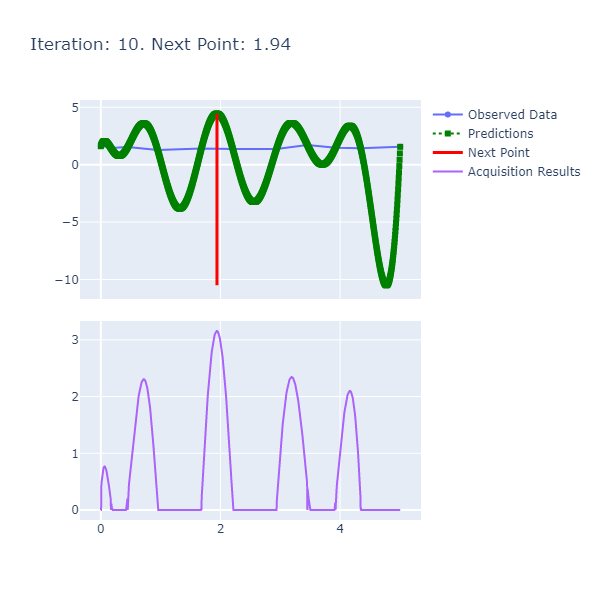 Iteration: 10. Next Point: 1.94
5
0
−5
−10
Observed Data
Predictions
Next Point
Acquisition Results
3
2
1
0
0 2 4